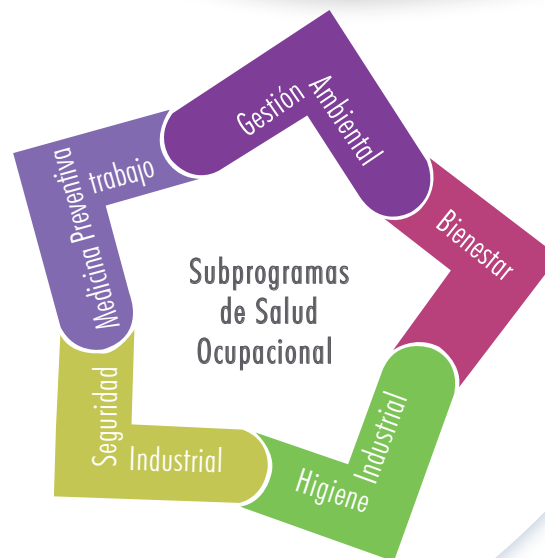 Gestión
Ambiental
Bienestar
Medicina Preventiva
trabajo
Subprogramas
de Salud
Ocupacional
Seguridad
Industrial
Higiene
Industrial